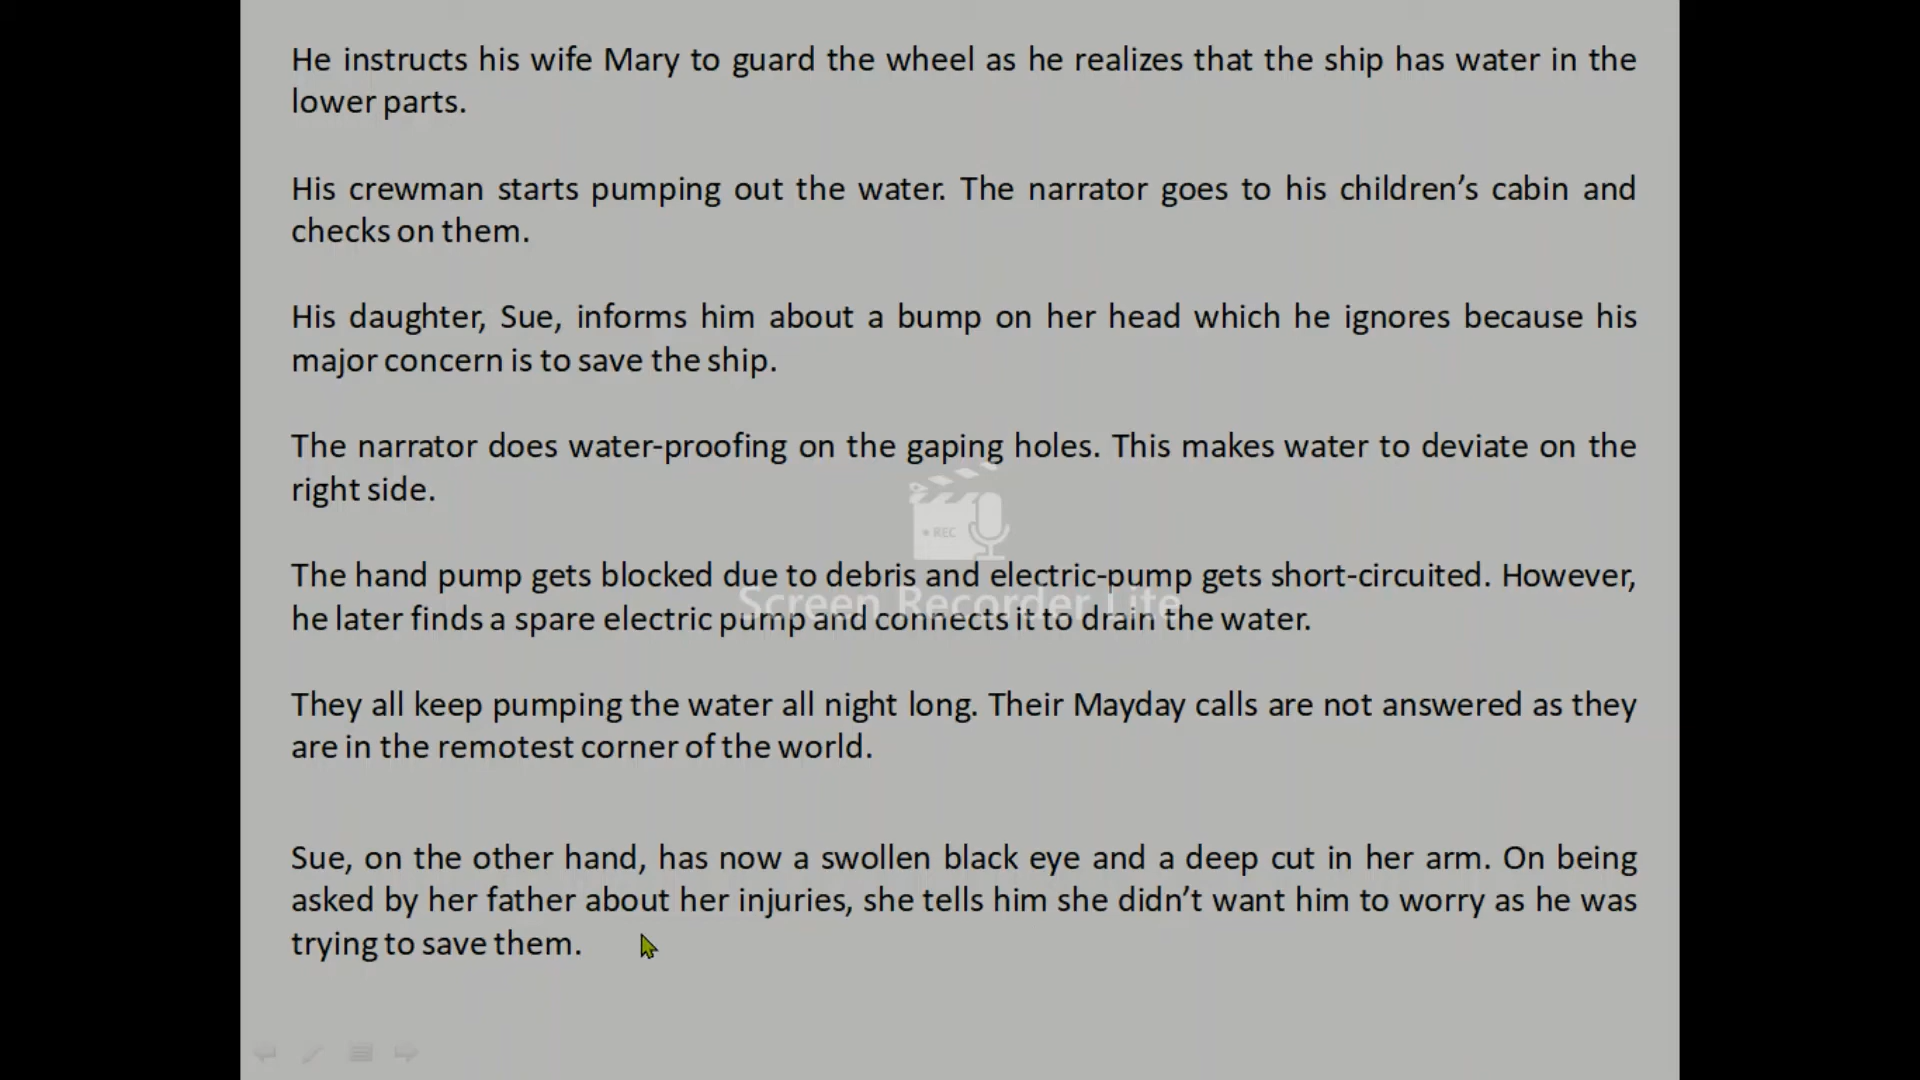 He instructs his wife Mary to guard the wheel as he realizes that the ship has water in the
lower parts.
His crewman starts pumping out the water. The narrator goes to his children’s cabin and
checks on them.
His daughter, Sue, informs him about a bump on her head which he ignores because his
major concern is to save the ship.
The narrator does water-proofing on the gaping holes. This makes water to deviate on the
right side.
REC
The hand pump gets blocked due to debris and electric-pump gets short-circuited. However,
Screen Recorder Lite
he later finds a spare electric pump and connects it to drain the water.
They all keep pumping the water all night long. Their Mayday calls are not answered as they
are in the remotest corner of the world.
Sue, on the other hand, has now a swollen black eye and a deep cut in her arm. On being
asked by her father about her injuries, she tells him she didn’t want him to worry as he was
trying to save them.